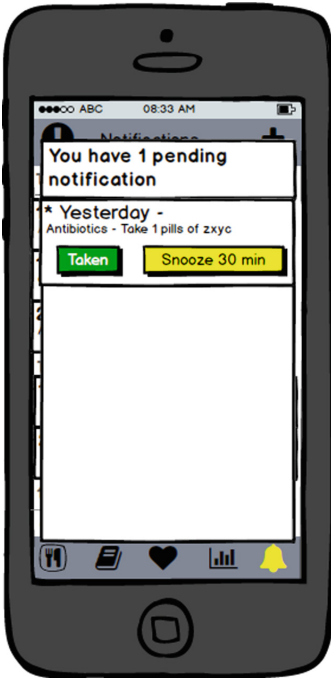 ABC 08:33 AM
Notifications
You have 1 pending
notification
* Yesterday -
Antibiotics - Take 1 pills of zxyc
Taken Snooze 30 min